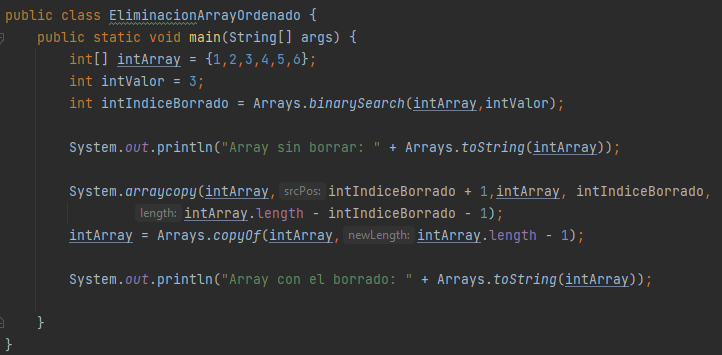 public class EliminacionArrayOrdenado {
public static void main(String[] args) {
int[] intArray = {1,2,3,4,5,6};
int intValor = 3;
int intIndiceBorrado = Arrays.binarySearch(intArray,intValor);
System.out.println("Array sin borrar: " + Arrays.toString(intArray));
System.arraycopy(intArray, srcPos: intIndiceBorrado + 1,intArray, intIndiceBorrado,
length: intArray.length - intIndiceBorrado - 1);
intArray = Arrays.copyOf(intArray, newLength: intArray.length - 1);
System.out.println("Array con el borrado: " + Arrays.toString(intArray));
}
}